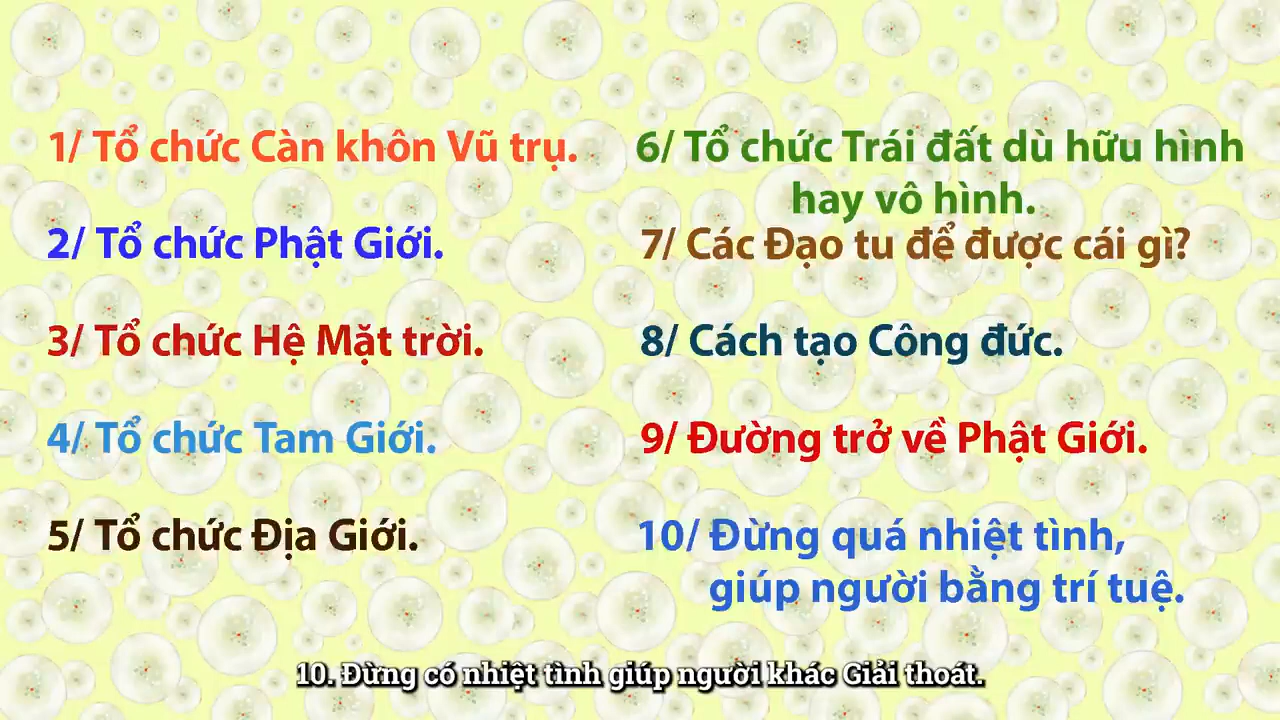 1/ Tổ chức Càn khôn Vũ trụ.
2/ Tổ chức Phật Giới.
3/ Tổ chức Hệ Mặt trời.
4/ Tổ chức Tam Giới.
5/ Tổ chức Địa Giới.
6/ Tổ chức Trái đất dù hữu hình
hay vô hình.
7/ Các Đạo tu để được cái gì?
8/ Cách tạo Công đức.
9/ Đường trở về Phật Giới.
10/ Đừng quá nhiệt tình,
giúp người bằng trí tuệ.
10. Đừng có nhiệt tình giúp người khác Giải thoát.